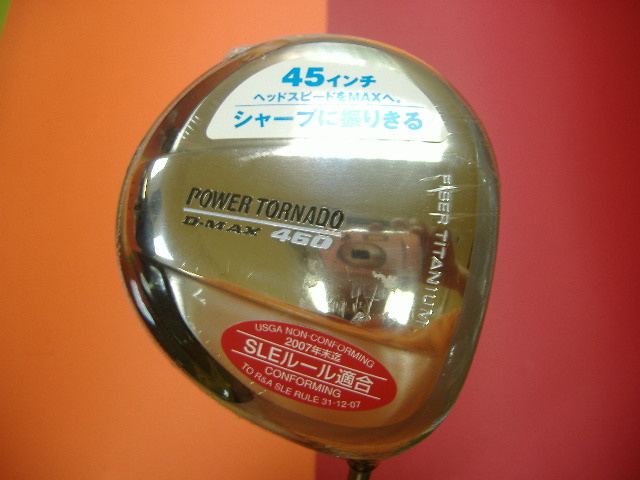 45インチ
ヘッドスピードをMAXへ。
シャープに振りきる
POWER TORNADO
D-MAX 460
FIBER TITANIUM
USGA NON-CONFORMING
2007年末迄
SLEルール適合
CONFORMING
TO R&A SLE RULE 31-12-07